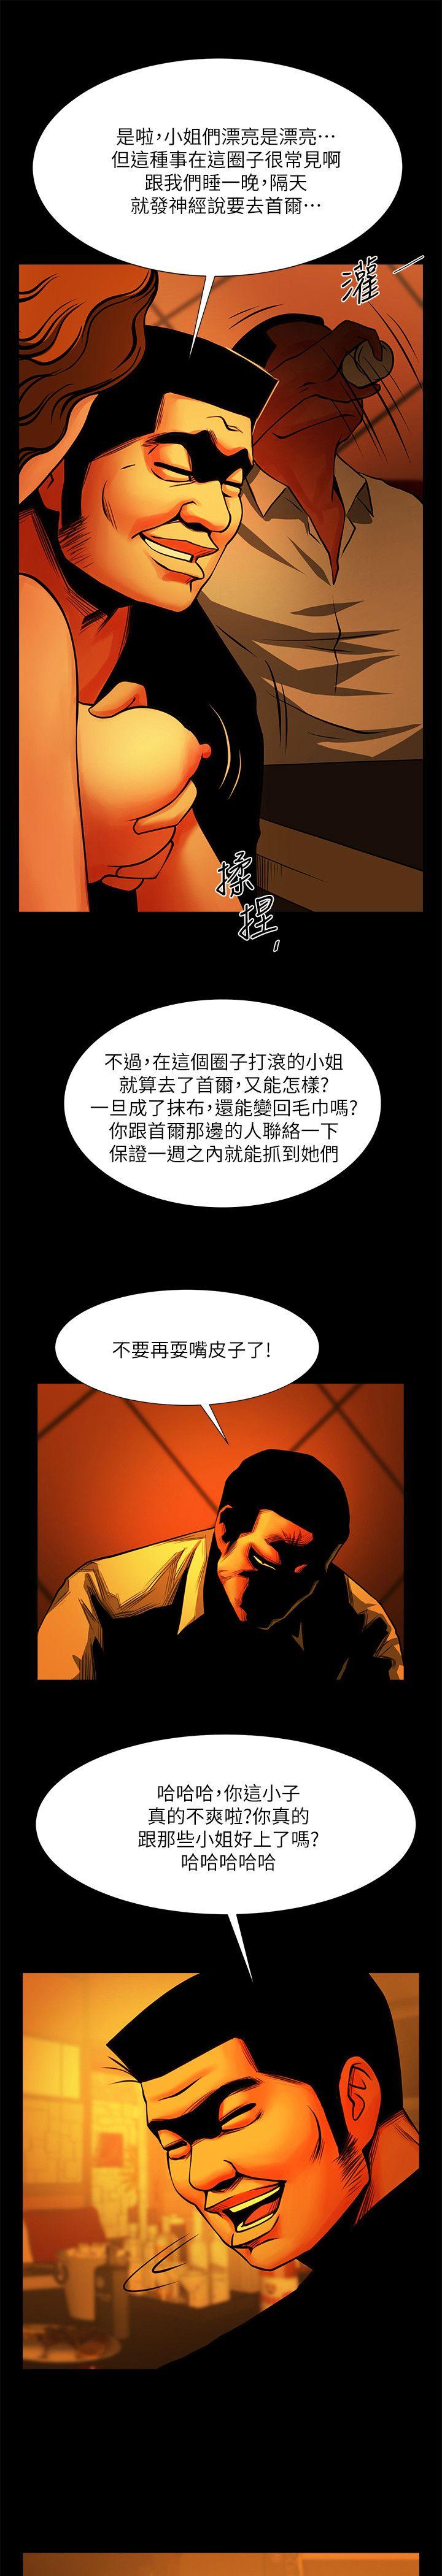 是啦，小姐們漂亮是漂亮…
但這種事在這圈子很常見啊
跟我們睡一晚，隔天
就發神經說要去首爾…
灌
揉
捏
不過，在這個圈子打滾的小姐
就算去了首爾，又能怎樣？
一旦成了抹布，還能變回毛巾嗎？
你跟首爾那邊的人聯絡一下
保證一週之內就能抓到她們
不要再耍嘴皮子了！
哈哈哈，你這小子
真的不爽啦？你真的
跟那些小姐好上了嗎？
哈哈哈哈哈